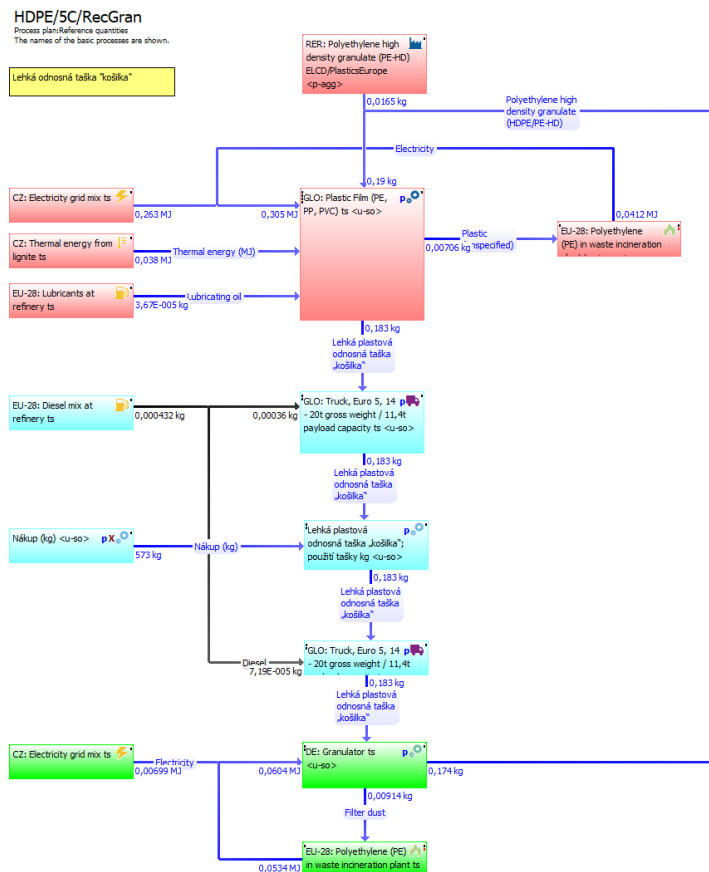 HDPE/5C/RecGran
Process plan:Reference quantities
The names of the basic processes are shown.
Lehká odnosná taška "košilka"
RER: Polyethylene high
density granulate (PE-HD)
ELCD/PlasticsEurope
<p-agg>
0,0165 kg
Polyethylene high
density granulate
(HDPE/PE-HD)
Electricity
0,19 kg
CZ: Electricity grid mix ts
0,263 MJ
0,305 MJ
GLO: Plastic Film (PE,
PP, PVC) ts <u-so>
p
0,0412 MJ
CZ: Thermal energy from
lignite ts
0,038 MJ
Thermal energy (MJ)
Plastic
(unspecified)
0,00706 kg
EU-28: Polyethylene
(PE) in waste incineration
EU-28: Lubricants at
refinery ts
3,67E-005 kg
Lubricating oil
0,183 kg
Lehká plastová
odnosná taška
„košilka“
EU-28: Diesel mix at
refinery ts
0,000432 kg
0,00036 kg
GLO: Truck, Euro 5, 14
- 20t gross weight / 11,4t
payload capacity ts <u-so>
p
0,183 kg
Lehká plastová
odnosná taška
„košilka“
Nákup (kg) <u-so>
pX
573 kg
Nákup (kg)
Lehká plastová
odnosná taška „košilka“;
použití tašky kg <u-so>
p
0,183 kg
Lehká plastová
odnosná taška
„košilka“
Diesel
7,19E-005 kg
GLO: Truck, Euro 5, 14
- 20t gross weight / 11,4t
p
0,183 kg
Lehká plastová
odnosná taška
„košilka“
CZ: Electricity grid mix ts
0,00699 MJ
Electricity
0,0604 MJ
DE: Granulator ts
<u-so>
p
0,174 kg
0,00914 kg
Filter dust
0,0534 MJ
EU-28: Polyethylene (PE)
in waste incineration plant ts